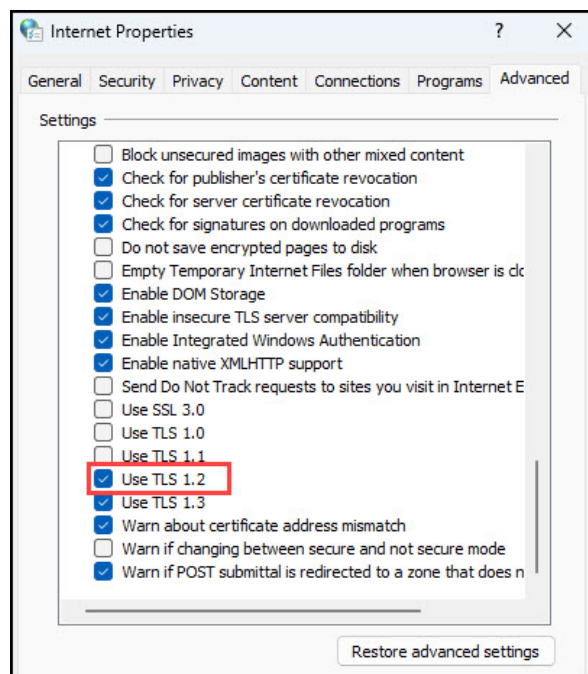 Internet Properties
?
General Security Privacy Content Connections Programs Advanced
Settings
Block unsecured images with other mixed content
Check for publisher's certificate revocation
Check for server certificate revocation
Check for signatures on downloaded programs
Do not save encrypted pages to disk
Empty Temporary Internet Files folder when browser is
Enable DOM Storage
Enable insecure TLS server compatibility
Enable Integrated Windows Authentication
Enable native XMLHTTP support
Send Do Not Track requests to sites you visit in Internet E
Use SSL 3.0
Use TLS 1.0
Use TLS 1.1
Use TLS 1.2
Use TLS 1.3
Warn about certificate address mismatch
Warn if changing between secure and not secure mode
Warn if POST submittal is redirected to a zone that does n
Restore advanced settings